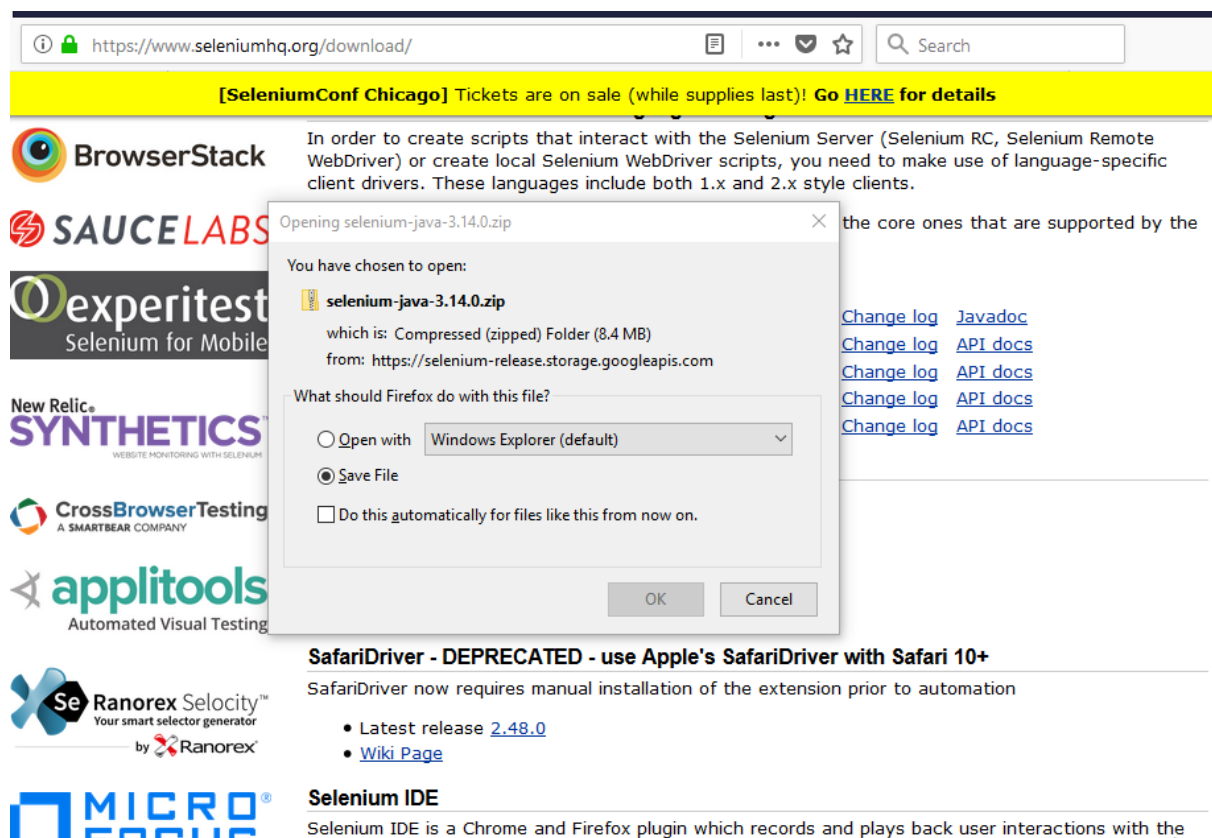 https://www.seleniumhq.org/download/
Search
[SeleniumConf Chicago] Tickets are on sale (while supplies last)! Go HERE for details
BrowserStack
SAUCELABS
experitest
Selenium for Mobile
New Relic.
SYNTHETICS™
WEBSITE MONITORING WITH SELENIUM
CrossBrowserTesting
A SMARTBEAR COMPANY
applitools
Automated Visual Testing
Se Ranorex Selocity™
Your smart selector generator
by Ranorex
MICRO®
FOCUS
In order to create scripts that interact with the Selenium Server (Selenium RC, Selenium Remote
WebDriver) or create local Selenium WebDriver scripts, you need to make use of language-specific
client drivers. These languages include both 1.x and 2.x style clients.
the core ones that are supported by the
Change log Javadoc
Change log API docs
Change log API docs
Change log API docs
Change log API docs
Opening selenium-java-3.14.0.zip
You have chosen to open:
selenium-java-3.14.0.zip
which is: Compressed (zipped) Folder (8.4 MB)
from: https://selenium-release.storage.googleapis.com
What should Firefox do with this file?
Open with Windows Explorer (default)
Save File
Do this automatically for files like this from now on.
OK Cancel
SafariDriver - DEPRECATED - use Apple's SafariDriver with Safari 10+
SafariDriver now requires manual installation of the extension prior to automation
• Latest release 2.48.0
• Wiki Page
Selenium IDE
Selenium IDE is a Chrome and Firefox plugin which records and plays back user interactions with the